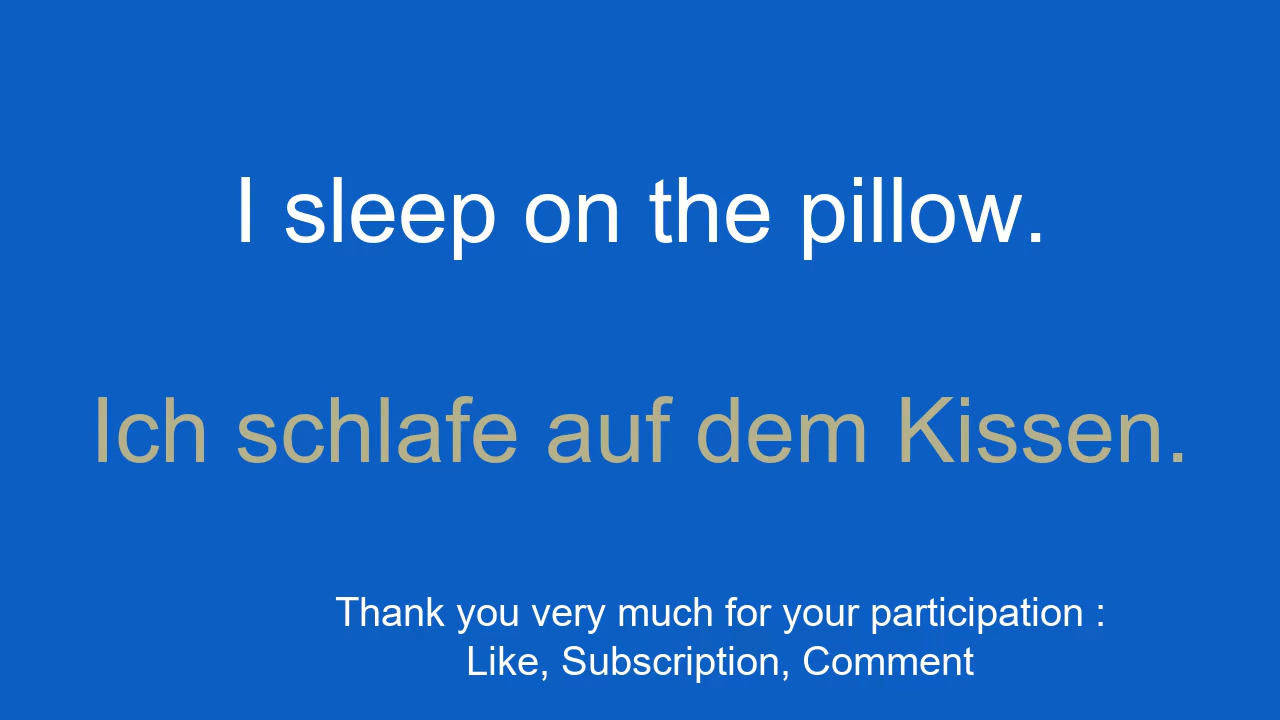 I sleep on the pillow.
Ich schlafe auf dem Kissen.
Thank you very much for your participation :
Like, Subscription, Comment